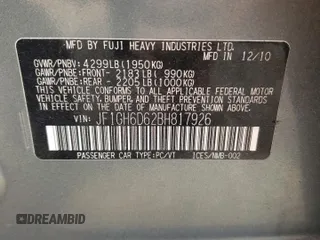 MFD BY FUJI HEAVY INDUSTRIES LTD.
GVWR/PNBV: 4299LB(1950KG) MFD IN 12/10
GAWR/PNBE:FRONT- 2183LB( 990KG)
GAWR/PNBE:REAR - 2205LB(1000KG)
THIS VEHICLE CONFORMS TO ALL APPLICABLE
FEDERAL MOTOR VEHICLE SAFETY, BUMPER,
AND THEFT PREVENTION STANDARDS IN EFFECT
ON THE DATE OF MANUFACTURE SHOWN ABOVE.
VIN: JF1GH6D62BH817926
PASSENGER CAR TYPE:PC/VT ICES/NMB-002
© IDRAMBID